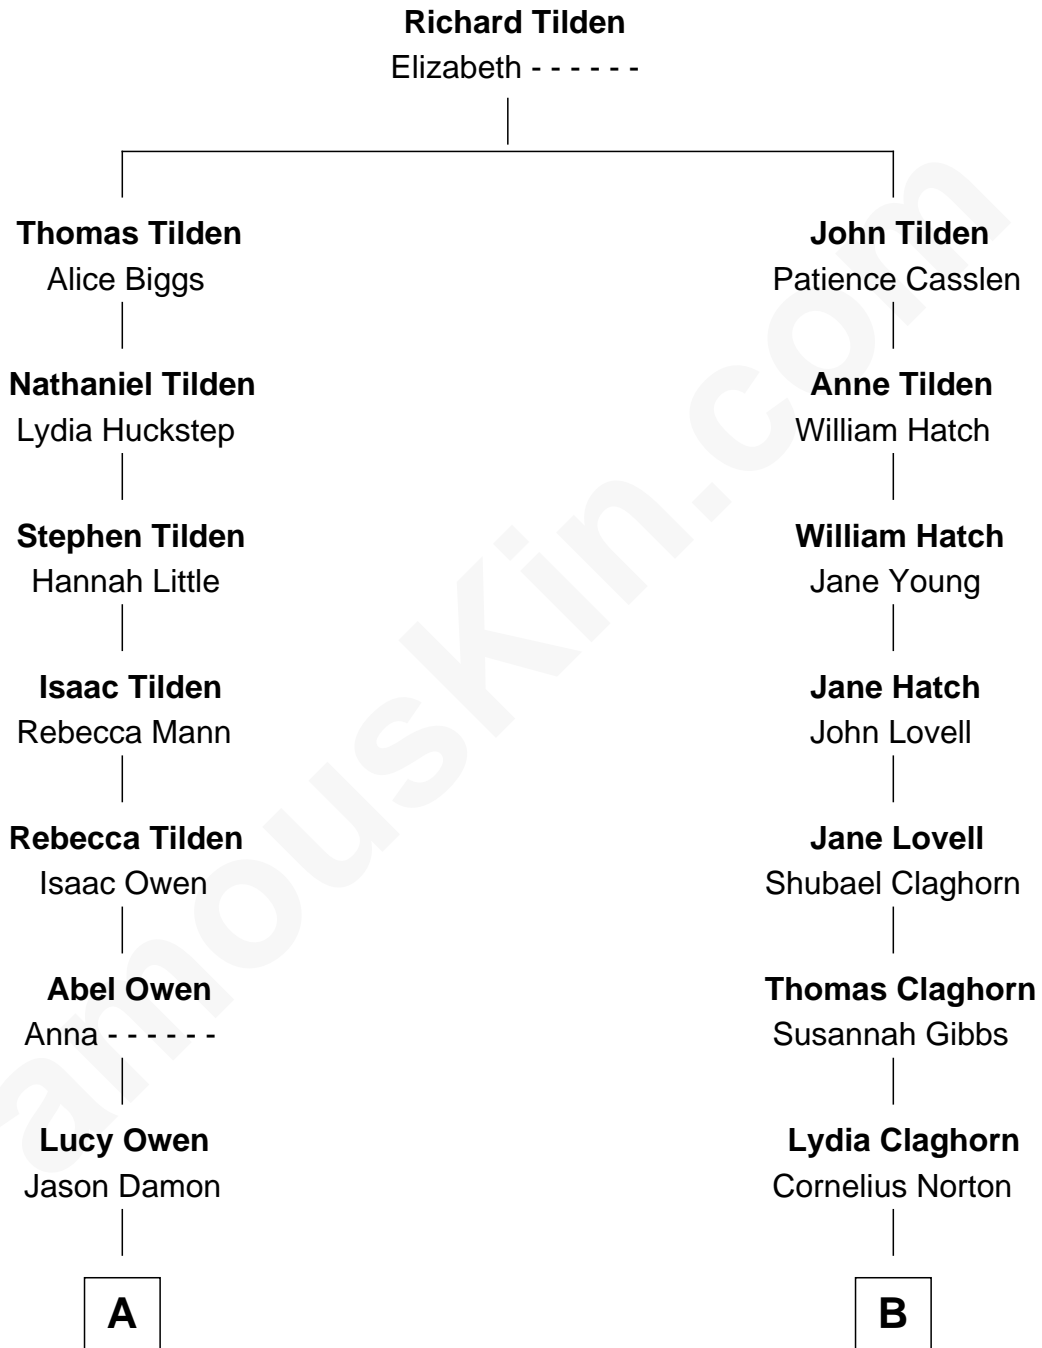 Richard Tilden
Elizabeth - - - - - -
Thomas Tilden
Alice Biggs
John Tilden
Patience Casslen
Nathaniel Tilden
Lydia Huckstep
Anne Tilden
William Hatch
Stephen Tilden
Hannah Little
William Hatch
Jane Young
Isaac Tilden
Rebecca Mann
Jane Hatch
John Lovell
Rebecca Tilden
Isaac Owen
Jane Lovell
Shubael Claghorn
Abel Owen
Anna - - - - - -
Thomas Claghorn
Susannah Gibbs
Lucy Owen
Jason Damon
Lydia Claghorn
Cornelius Norton
A
B
amousKin.com